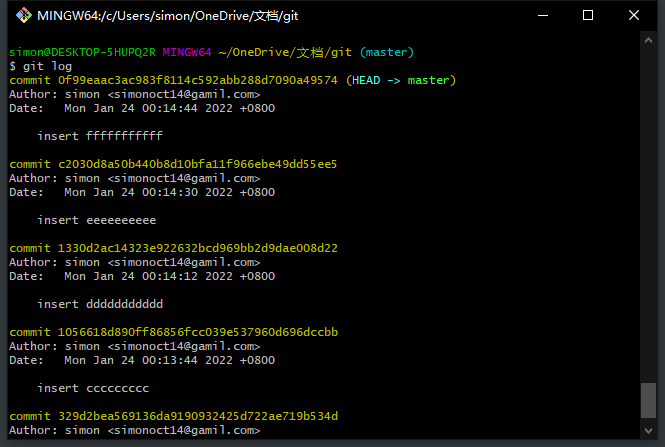 MINGW64:/c/Users/simon/OneDrive/文档/git
simon@DESKTOP-5HUPQ2R MINGW64 ~/OneDrive/文档/git (master)
$ git log
commit 0f99eaac3ac983f8114c592abb288d7090a49574 (HEAD -> master)
Author: simon <simonoct14@gamil.com>
Date:   Mon Jan 24 00:14:44 2022 +0800
insert fffffffffff
commit c2030d8a50b440b8d10bfa11f966ebe49dd55ee5
Author: simon <simonoct14@gamil.com>
Date:   Mon Jan 24 00:14:30 2022 +0800
insert eeeeeeeeee
commit 1330d2ac14323e922632bcd969bb2d9dae008d22
Author: simon <simonoct14@gamil.com>
Date:   Mon Jan 24 00:14:12 2022 +0800
insert ddddddddddd
commit 1056618d890ff86856fcc039e537960d696dccbb
Author: simon <simonoct14@gamil.com>
Date:   Mon Jan 24 00:13:44 2022 +0800
insert ccccccccc
commit 329d2bea569136da9190932425d722ae719b534d
Author: simon <simonoct14@gamil.com>